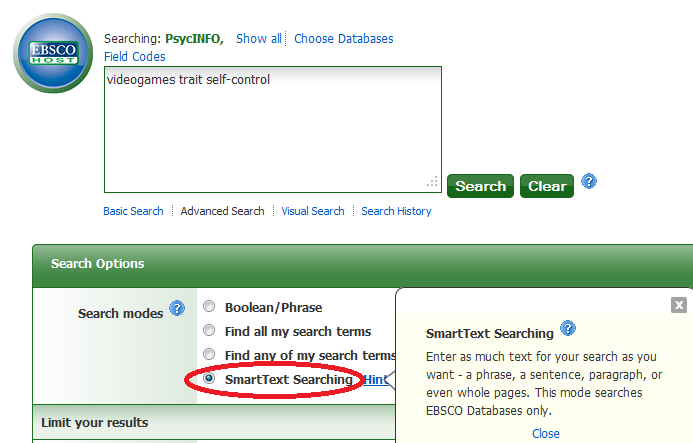 EBSCO
HOST
Searching: PsycINFO, Show all Choose Databases
Field Codes
videogames trait self-control
Search Clear ?
Basic Search Advanced Search Visual Search Search History
Search Options
Search modes ?
Boolean/Phrase
Find all my search terms
Find any of my search terms
SmartText Searching Hint
x
SmartText Searching ?
Enter as much text for your search as you
want - a phrase, a sentence, paragraph, or
even whole pages. This mode searches
EBSCO Databases only.
Close
Limit your results